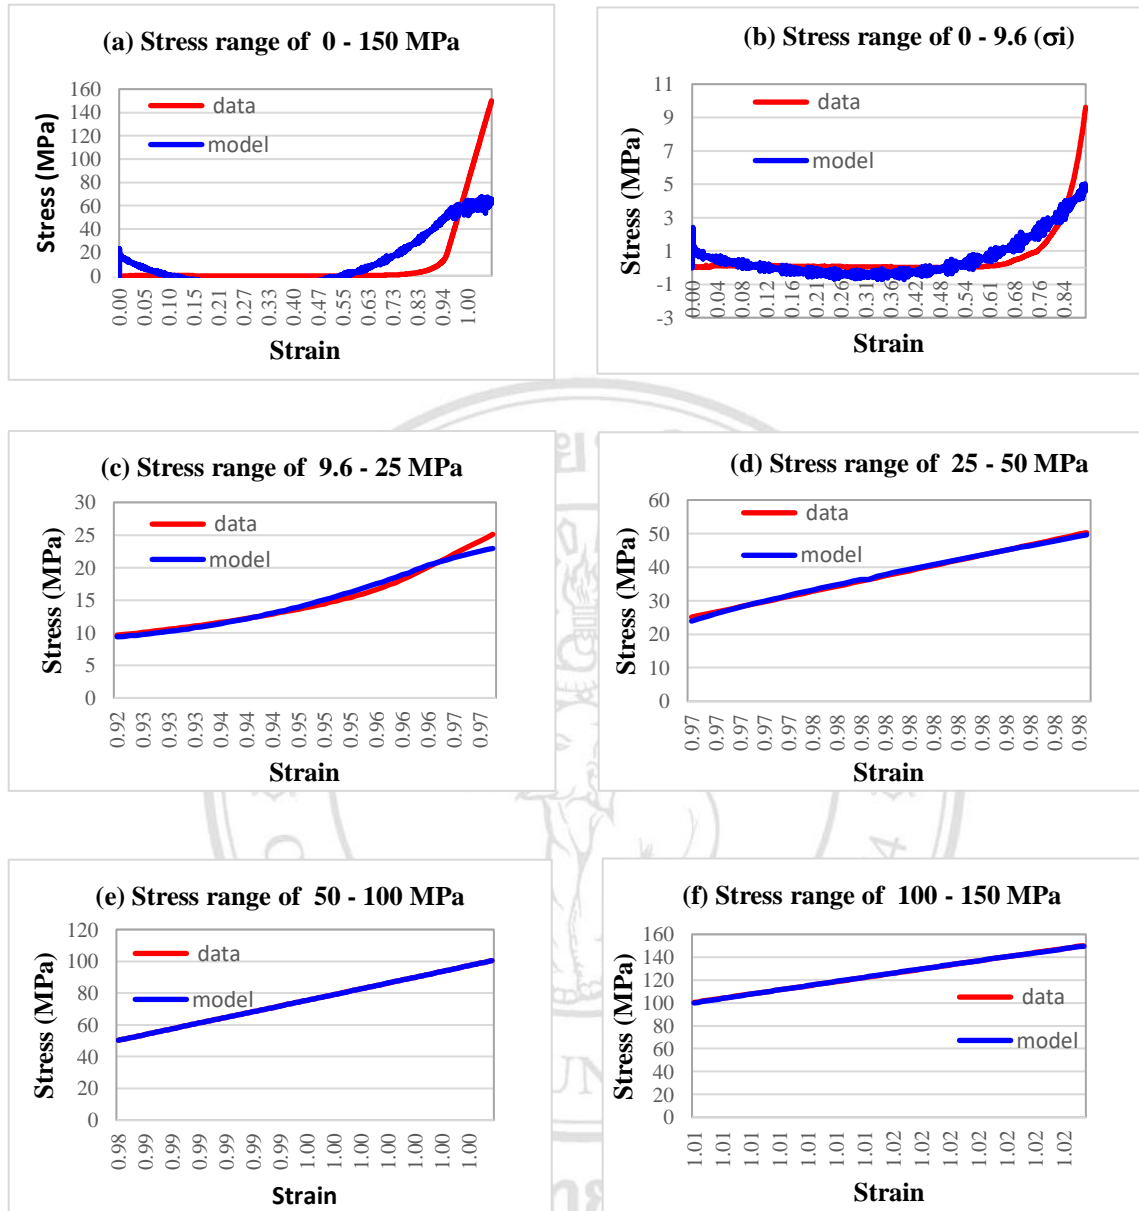 (a) Stress range of 0 - 150 MPa
Stress (MPa)
160
140
120
100
80
60
40
20
0
data
model
0.00 0.05 0.10 0.15 0.21 0.27 0.33 0.40 0.47 0.55 0.63 0.73 0.83 0.94 1.00
Strain
(b) Stress range of 0 - 9.6 (σi)
Stress (MPa)
11
9
7
5
3
1
-1
-3
data
model
0.00 0.04 0.08 0.12 0.16 0.21 0.26 0.31 0.36 0.42 0.48 0.54 0.61 0.68 0.76 0.84
Strain
(c) Stress range of 9.6 - 25 MPa
Stress (MPa)
30
25
20
15
10
5
0
data
model
0.92 0.93 0.93 0.93 0.94 0.94 0.94 0.95 0.95 0.95 0.96 0.96 0.96 0.97 0.97
Strain
(d) Stress range of 25 - 50 MPa
Stress (MPa)
60
50
40
30
20
10
0
data
model
0.97 0.97 0.97 0.97 0.97 0.98 0.98 0.98 0.98 0.98 0.98 0.98 0.98 0.98 0.98 0.98 0.98
Strain
(e) Stress range of 50 - 100 MPa
Stress (MPa)
120
100
80
60
40
20
0
data
model
0.98 0.99 0.99 0.99 0.99 0.99 0.99 1.00 1.00 1.00 1.00 1.00 1.00 1.00
Strain
(f) Stress range of 100 - 150 MPa
Stress (MPa)
160
140
120
100
80
60
40
20
0
data
model
1.01 1.01 1.01 1.01 1.01 1.01 1.02 1.02 1.02 1.02 1.02 1.02 1.02
Strain